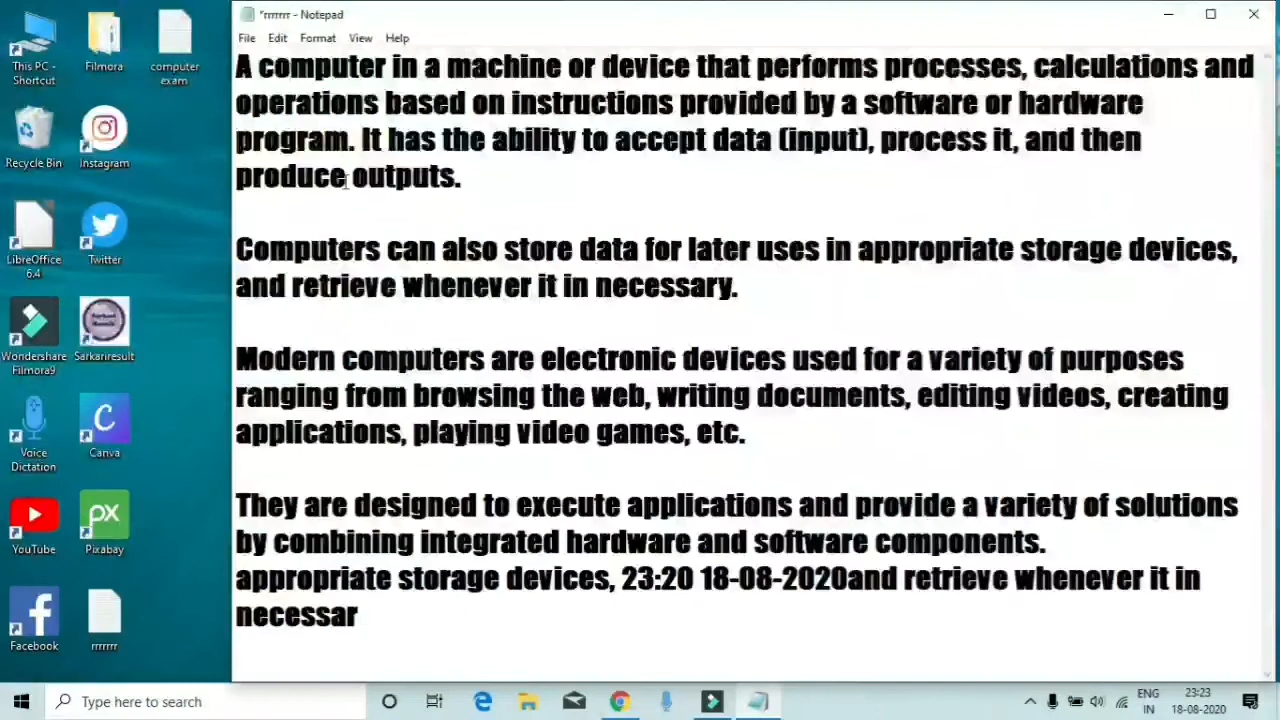 *rrrrrrr - Notepad
File Edit Format View Help
A computer in a machine or device that performs processes, calculations and
operations based on instructions provided by a software or hardware
program. It has the ability to accept data (input), process it, and then
produce outputs.
Computers can also store data for later uses in appropriate storage devices,
and retrieve whenever it in necessary.
Modern computers are electronic devices used for a variety of purposes
ranging from browsing the web, writing documents, editing videos, creating
applications, playing video games, etc.
They are designed to execute applications and provide a variety of solutions
by combining integrated hardware and software components.
appropriate storage devices, 23:20 18-08-2020and retrieve whenever it in
necessar
This PC -
Shortcut
Filmora
computer
exam
Recycle Bin
Instagram
LibreOffice
6.4
Twitter
Wondershare
Filmora9
Sarkariresult
Voice
Dictation
C
Canva
YouTube
px
Pixabay
Facebook
rrrrrrr
Type here to search
ENG
IN
23:23
18-08-2020